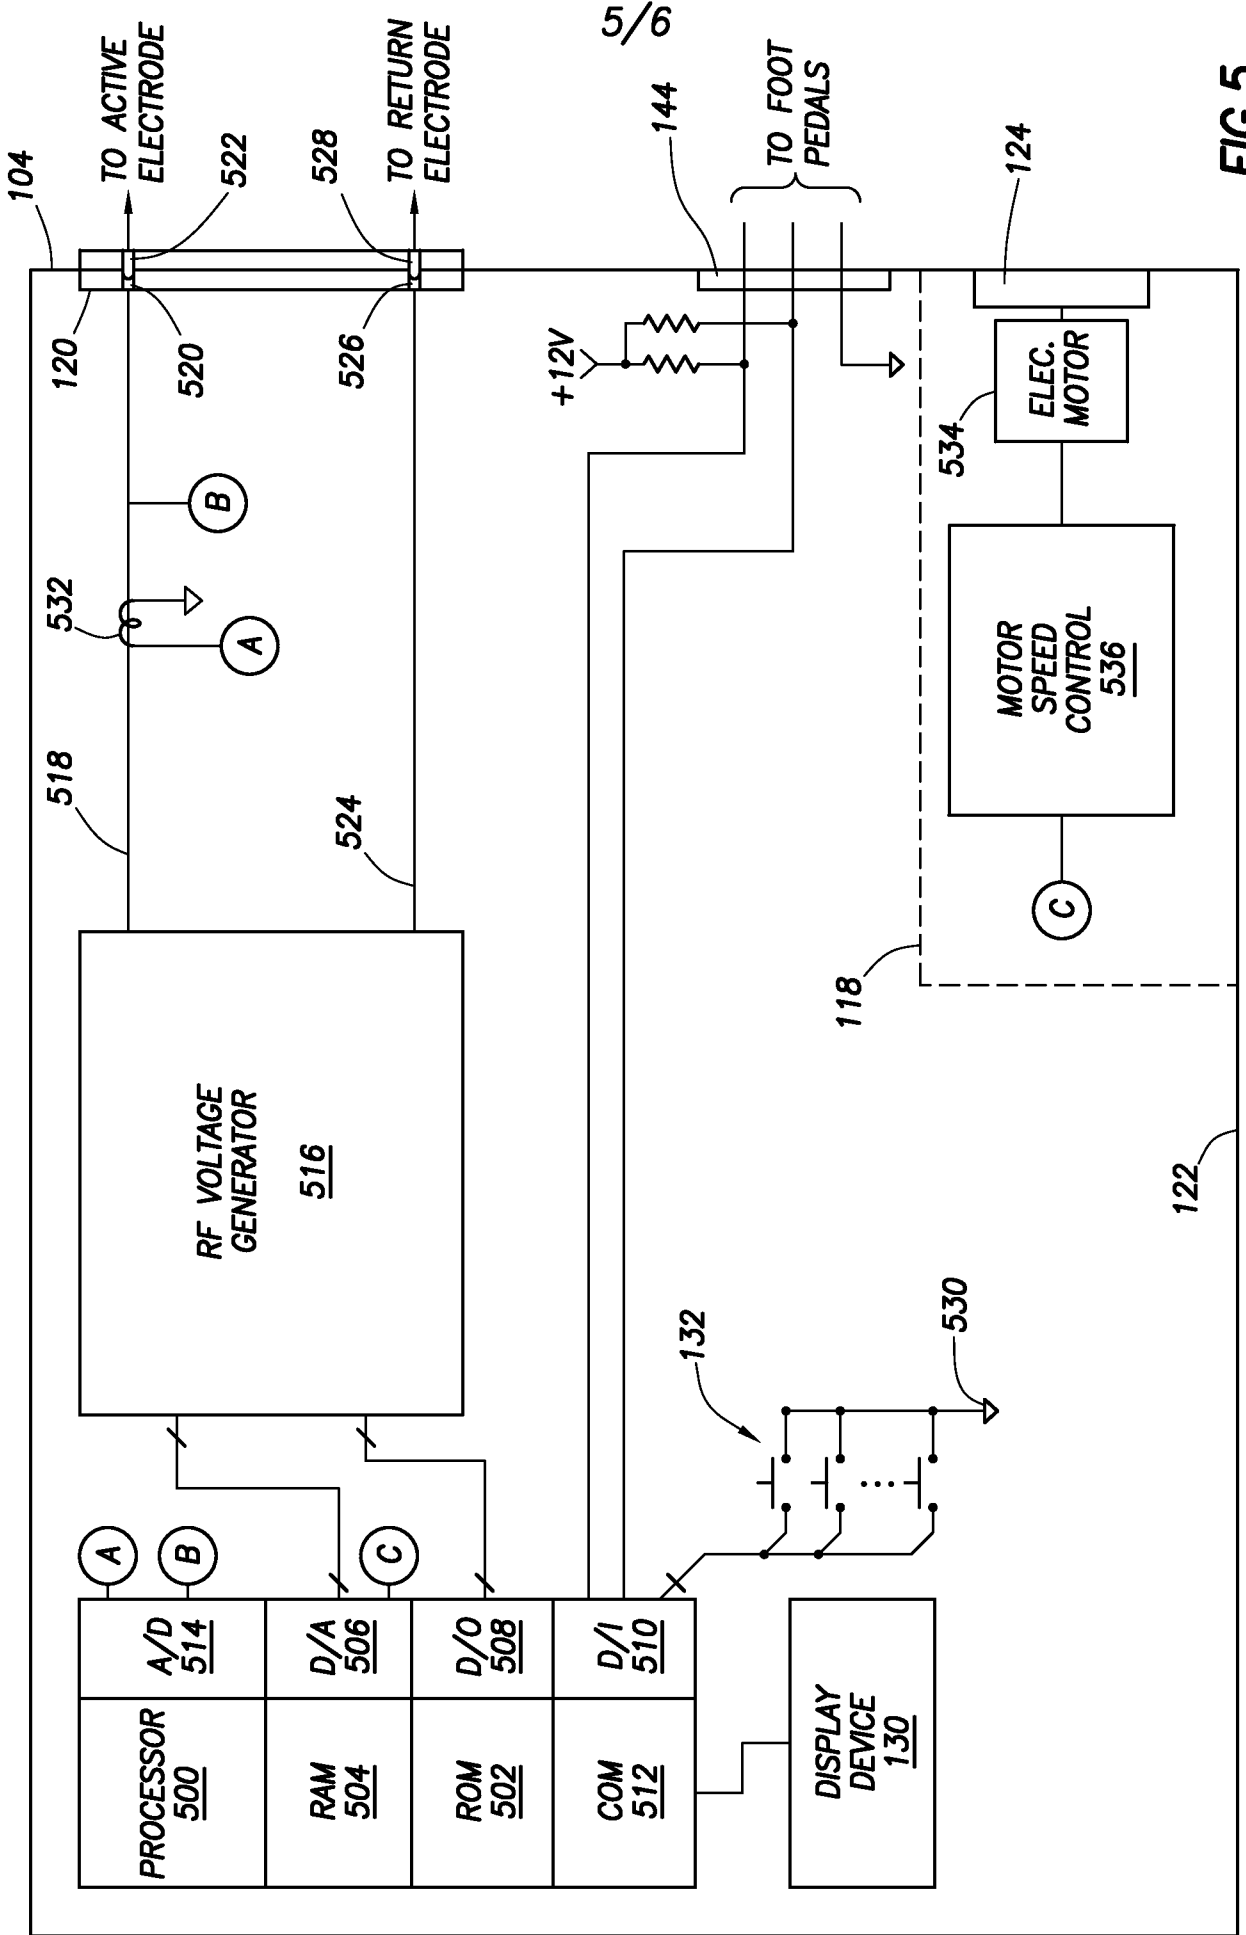 5/6
104
TO ACTIVE
ELECTRODE
522
528
TO RETURN
ELECTRODE
144
TO FOOT
PEDALS
124
FIG.5
120
520
526
+12V
534
ELEC.
MOTOR
B
532
A
518
524
MOTOR
SPEED
CONTROL
536
C
118
RF VOLTAGE
GENERATOR
516
122
132
530
A
B
C
A/D
514
D/A
506
D/O
508
D/I
510
PROCESSOR
500
RAM
504
ROM
502
COM
512
DISPLAY
DEVICE
130